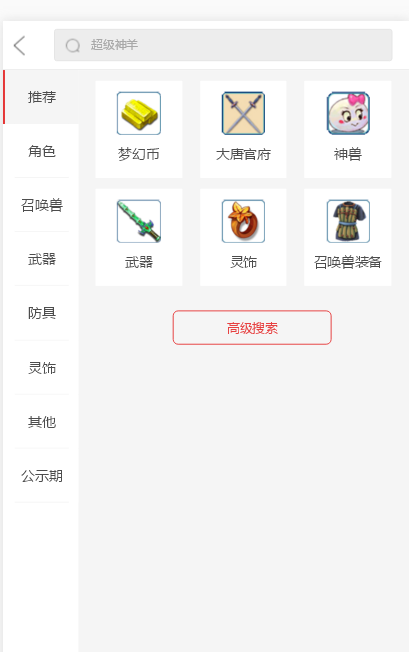 超级神羊
推荐
角色
召唤兽
武器
防具
灵饰
其他
公示期
梦幻币
大唐官府
神兽
武器
灵饰
召唤兽装备
高级搜索